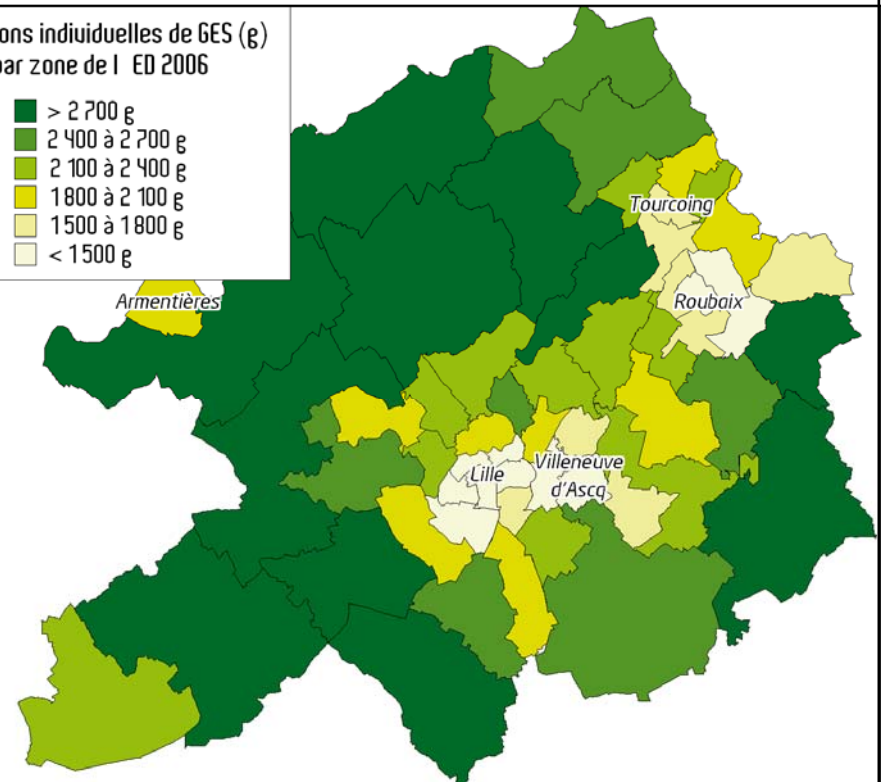 ons individuelles de GES (g)
par zone de l ED 2006
> 2 700 g
2 400 à 2 700 g
2 100 à 2 400 g
1 800 à 2 100 g
1 500 à 1 800 g
< 1 500 g
Tourcoing
Armentières
Roubaix
Lille
Villeneuve
d'Ascq